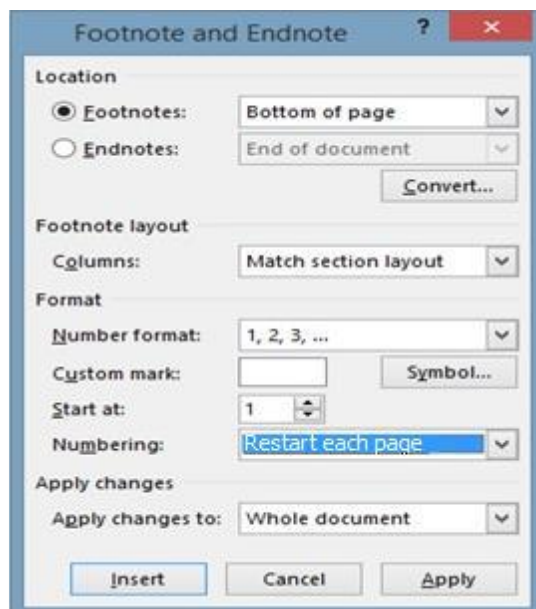 Footnote and Endnote ?
Location
Footnotes: Bottom of page
Endnotes: End of document
Convert...
Footnote layout
Columns: Match section layout
Format
Number format: 1, 2, 3, ...
Custom mark: Symbol...
Start at: 1
Numbering: Restart each page
Apply changes
Apply changes to: Whole document
Insert Cancel Apply